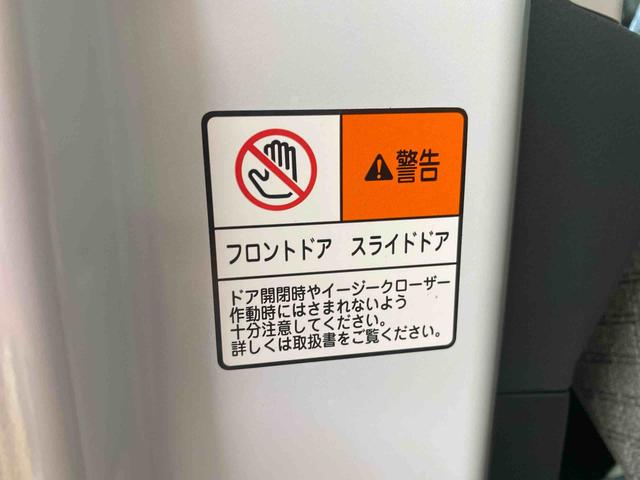 警告
フロントドア スライドドア
ドア開閉時やイージークローザー
作動時にはさまれないよう
十分注意してください。
詳しくは取扱書をご覧ください。